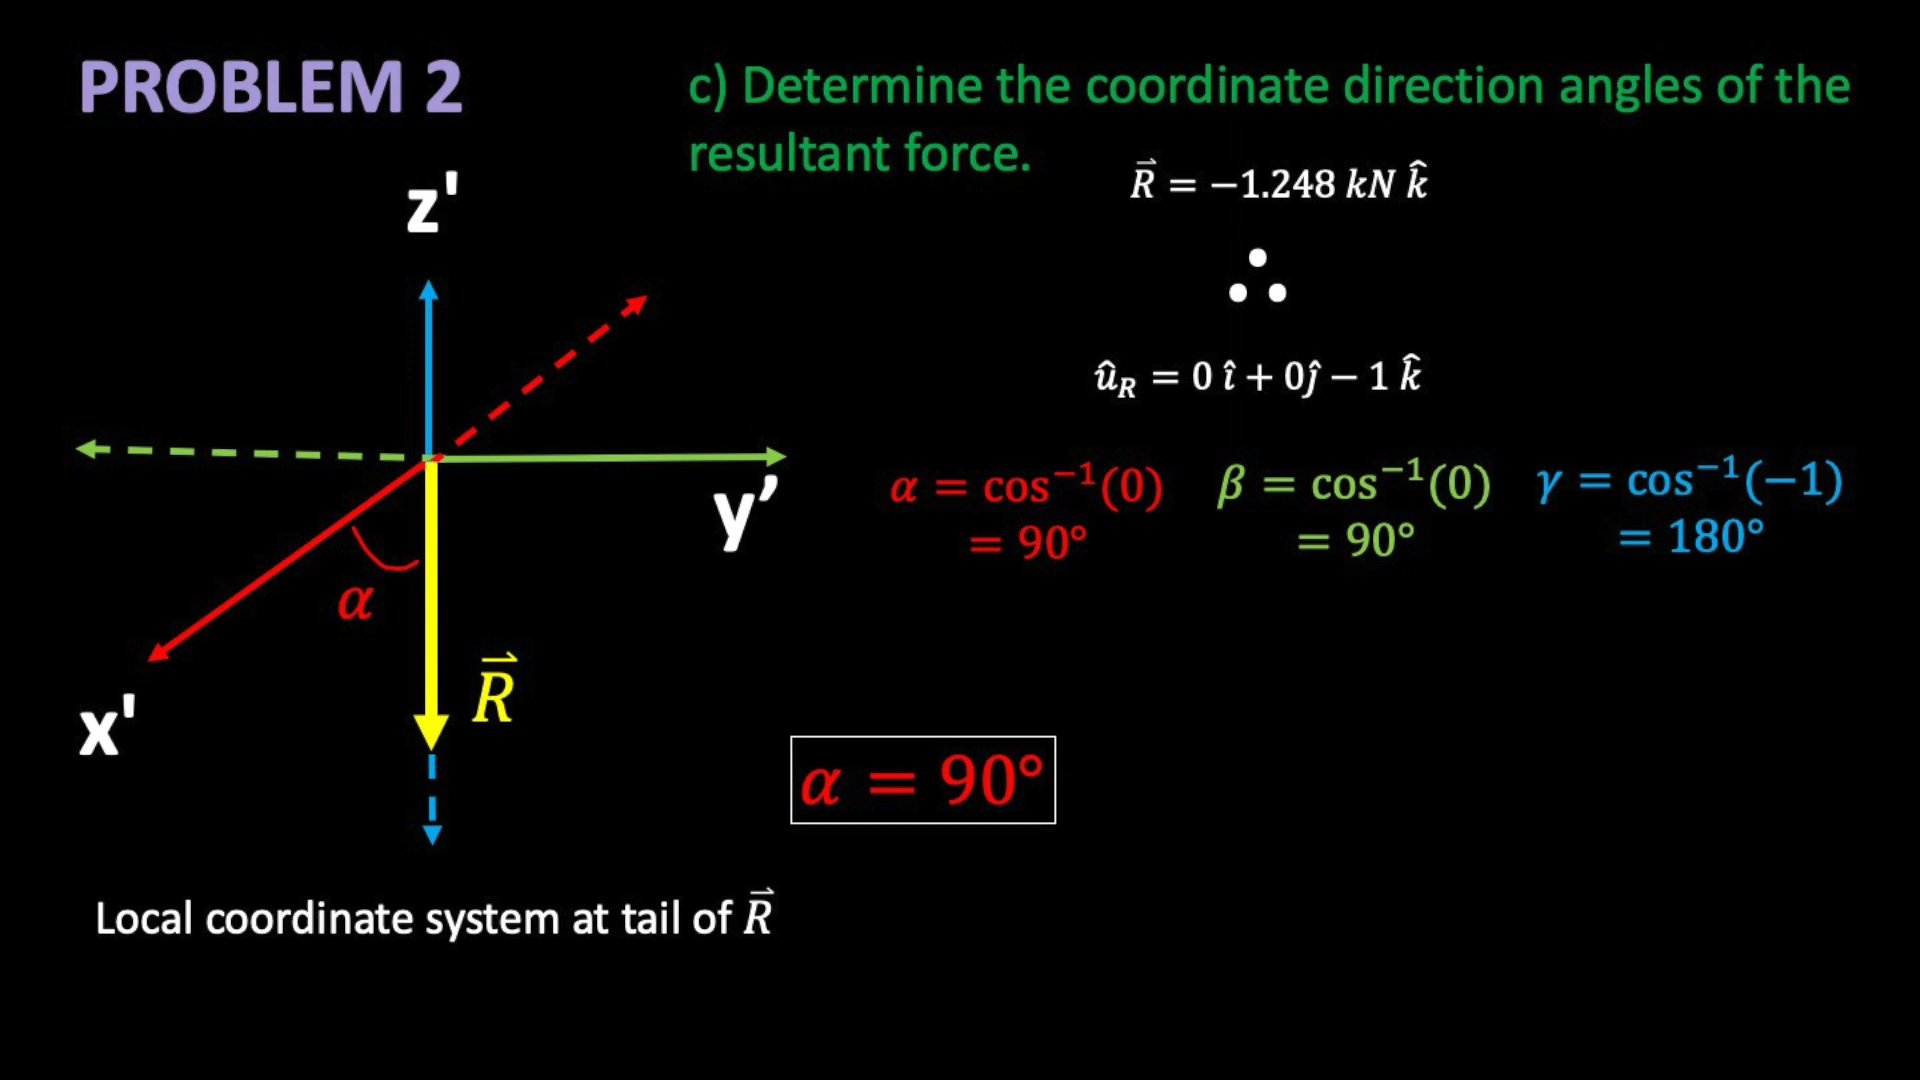 PROBLEM 2
c) Determine the coordinate direction angles of the
resultant force.
R⃗ = −1.248 kN k̂
∴
û_R = 0 î + 0ĵ − 1 k̂
z'
y’
x'
α
R⃗
α = cos⁻¹(0)
= 90°
β = cos⁻¹(0)
= 90°
γ = cos⁻¹(−1)
= 180°
α = 90°
Local coordinate system at tail of R⃗